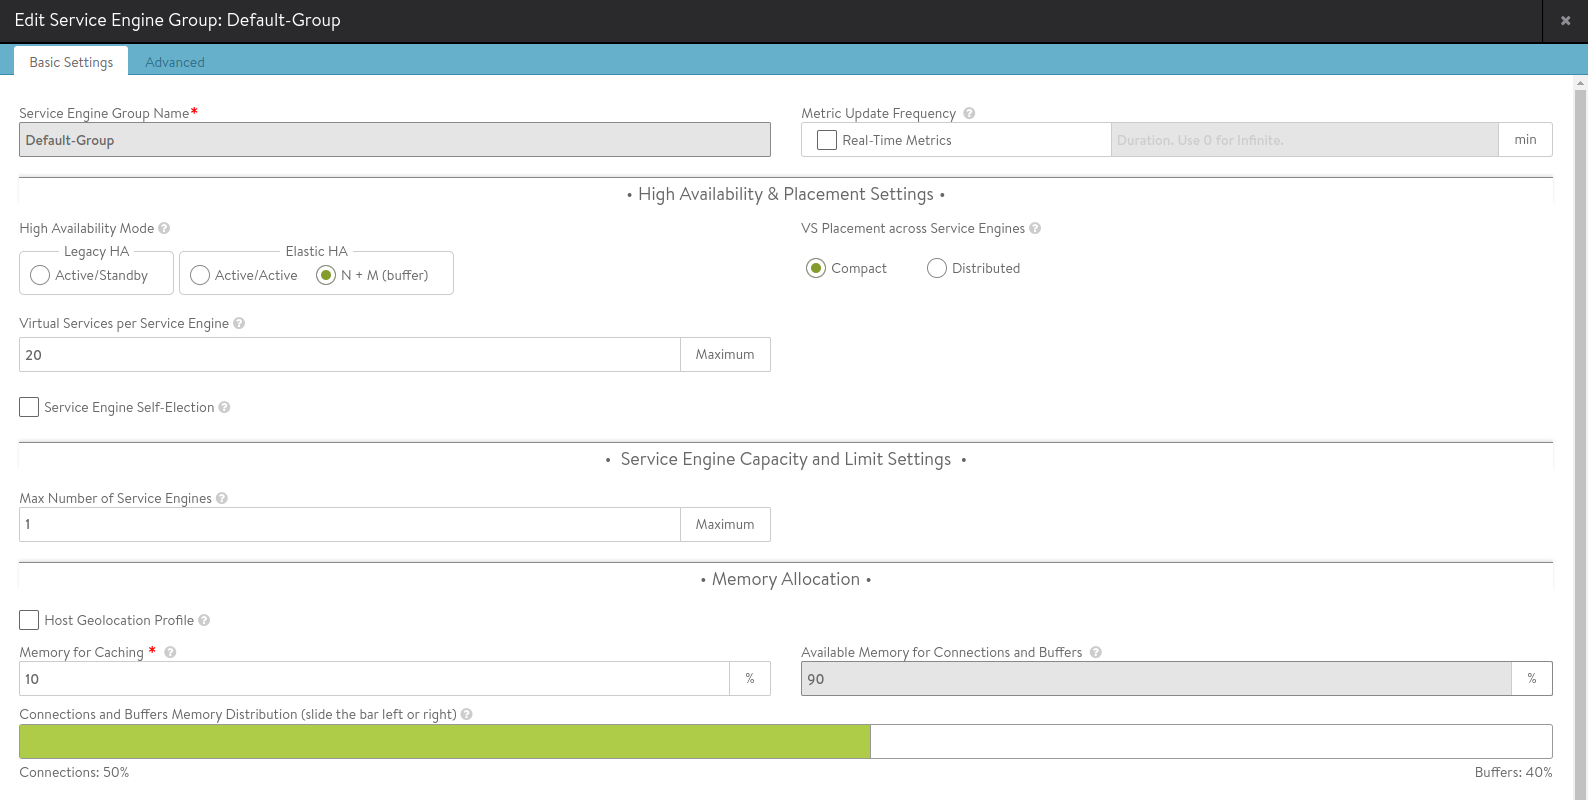 Edit Service Engine Group: Default-Group
×
Basic Settings
Advanced
Service Engine Group Name*
Default-Group
Metric Update Frequency ?
Real-Time Metrics
Duration. Use 0 for Infinite.
min
• High Availability & Placement Settings •
High Availability Mode ?
Legacy HA
Active/Standby
Elastic HA
Active/Active
N + M (buffer)
VS Placement across Service Engines ?
Compact
Distributed
Virtual Services per Service Engine ?
20
Maximum
Service Engine Self-Election ?
• Service Engine Capacity and Limit Settings •
Max Number of Service Engines ?
1
Maximum
• Memory Allocation •
Host Geolocation Profile ?
Memory for Caching * ?
10
%
Available Memory for Connections and Buffers ?
90
%
Connections and Buffers Memory Distribution (slide the bar left or right) ?
Connections: 50%
Buffers: 40%